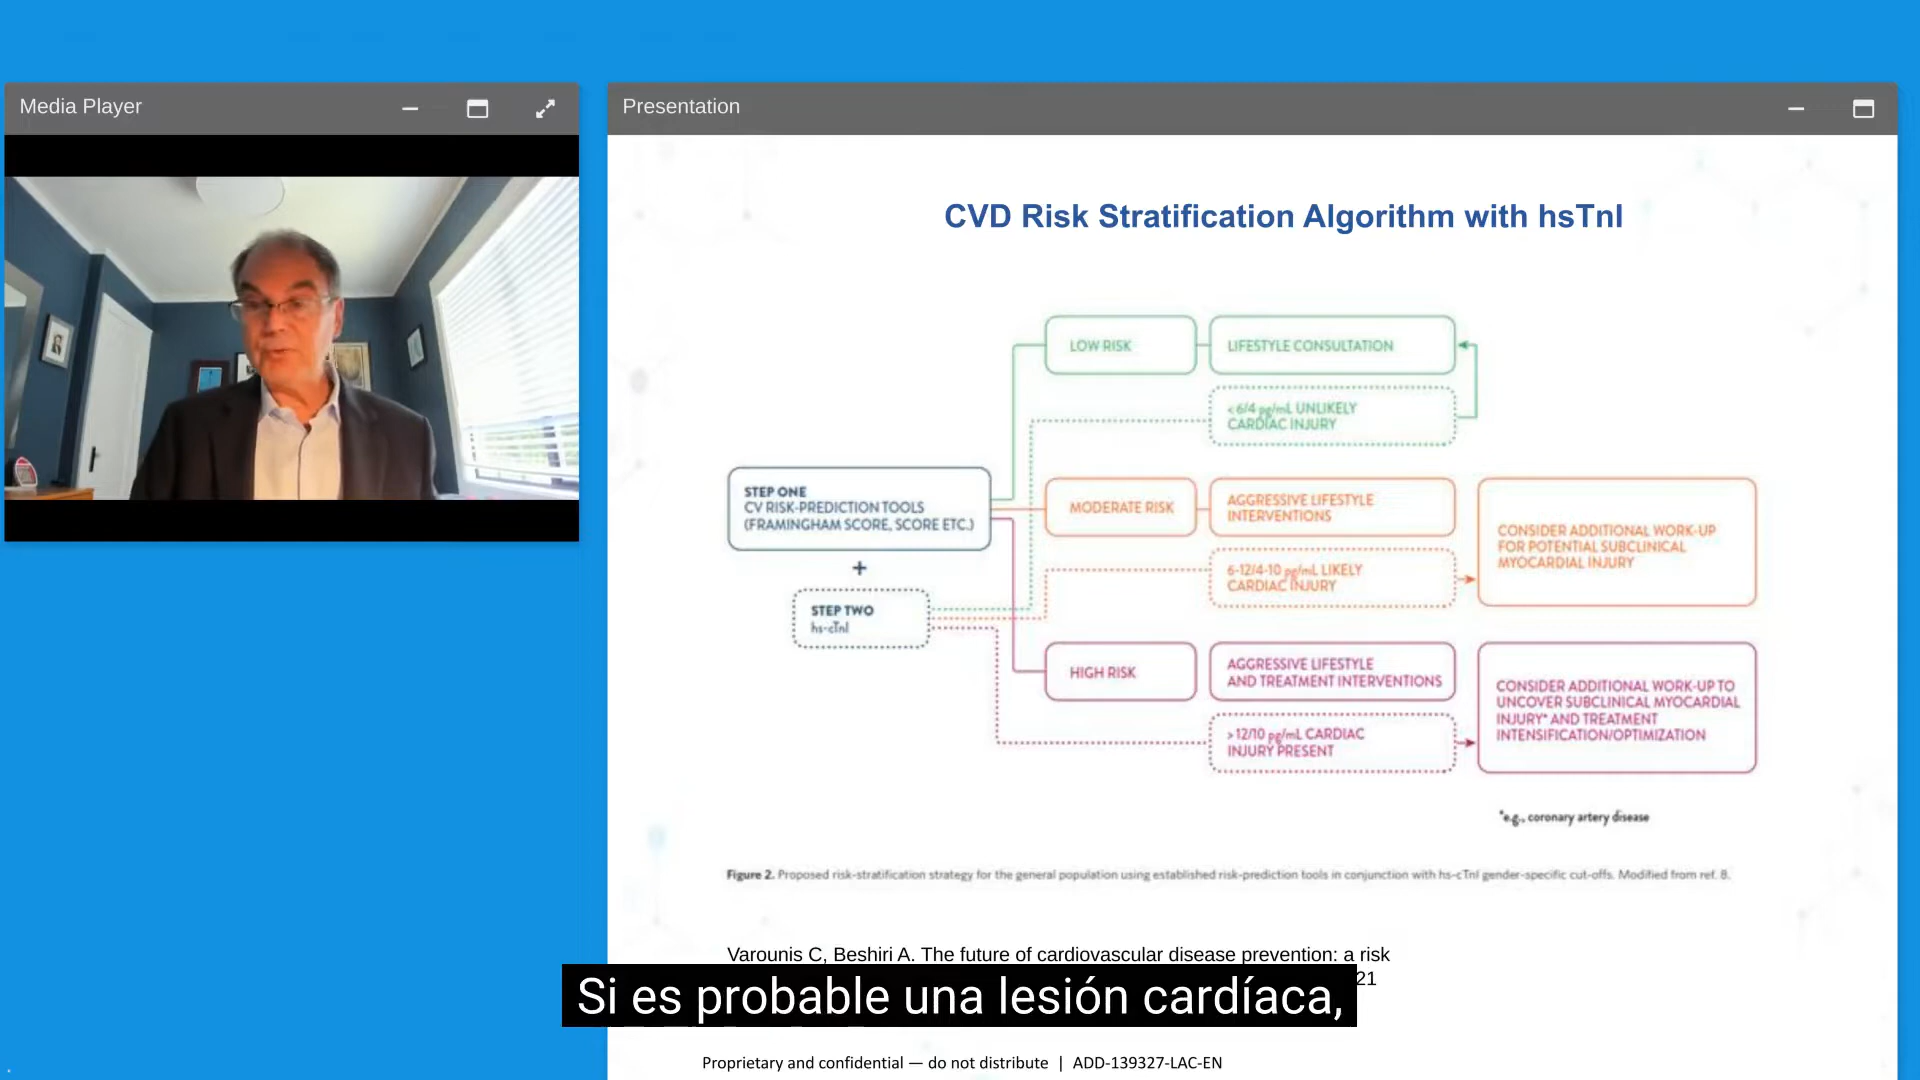 Media Player
Presentation
CVD Risk Stratification Algorithm with hsTnI
LOW RISK
LIFESTYLE CONSULTATION
< 6/4 pg/mL UNLIKELY
CARDIAC INJURY
STEP ONE
CV RISK-PREDICTION TOOLS
(FRAMINGHAM SCORE, SCORE ETC.)
+
STEP TWO
hs-cTnI
MODERATE RISK
AGGRESSIVE LIFESTYLE
INTERVENTIONS
6-12/4-10 pg/mL LIKELY
CARDIAC INJURY
CONSIDER ADDITIONAL WORK-UP
FOR POTENTIAL SUBCLINICAL
MYOCARDIAL INJURY
HIGH RISK
AGGRESSIVE LIFESTYLE
AND TREATMENT INTERVENTIONS
> 12/10 pg/mL CARDIAC
INJURY PRESENT
CONSIDER ADDITIONAL WORK-UP TO
UNCOVER SUBCLINICAL MYOCARDIAL
INJURY* AND TREATMENT
INTENSIFICATION/OPTIMIZATION
*e.g., coronary artery disease
Figure 2. Proposed risk-stratification strategy for the general population using established risk-prediction tools in conjunction with hs-cTnI gender-specific cut-offs. Modified from ref. 8.
Varounis C, Beshiri A. The future of cardiovascular disease prevention: a risk
21
Si es probable una lesión cardíaca,
Proprietary and confidential — do not distribute | ADD-139327-LAC-EN